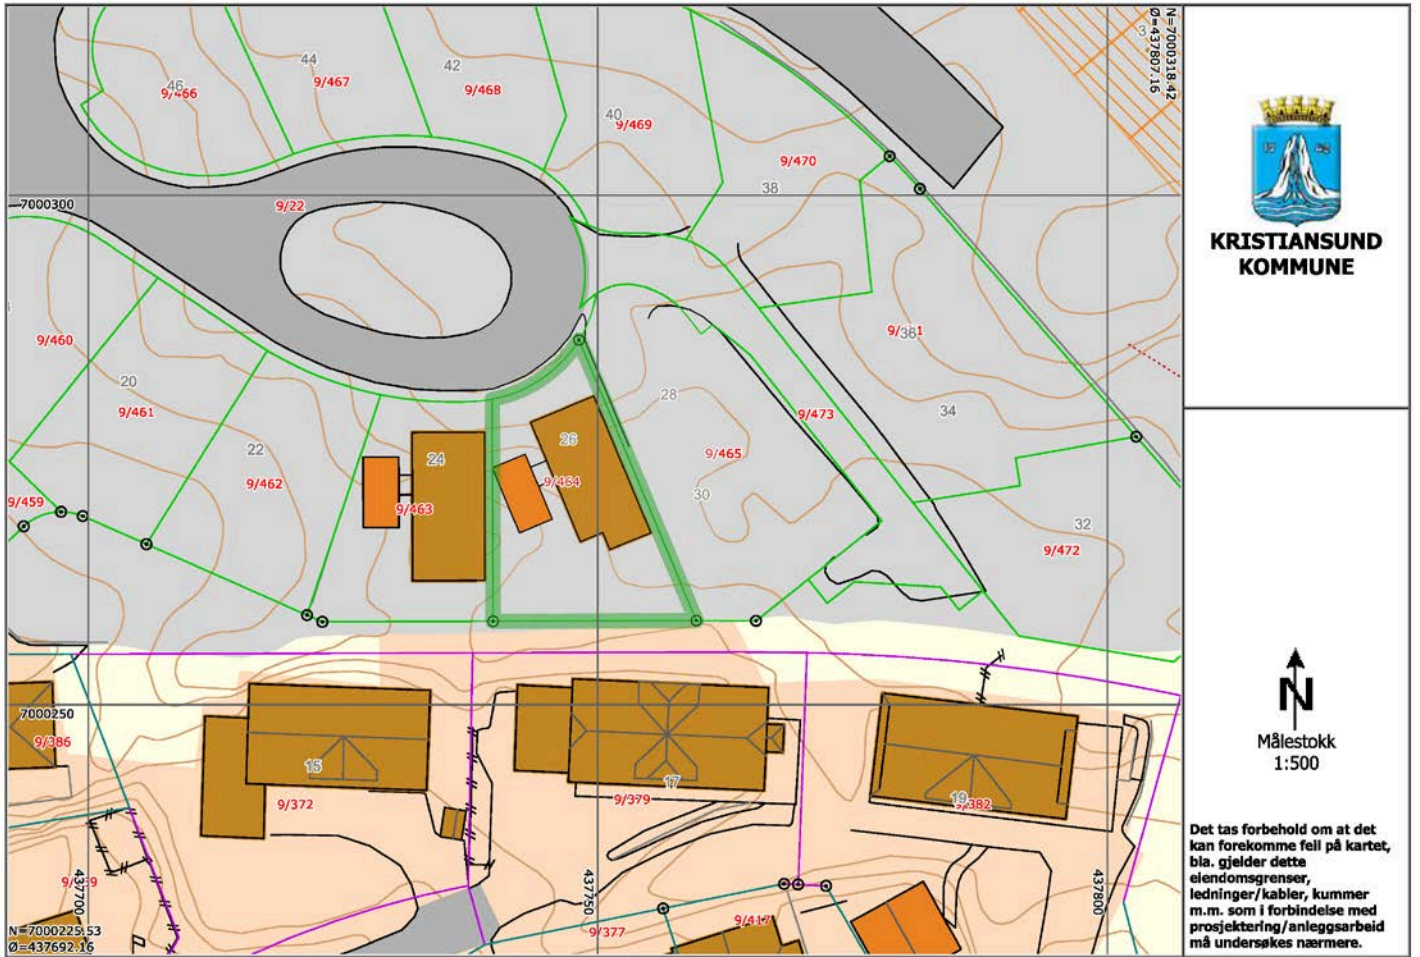 46
9/466
44
9/467
42
9/468
40
9/469
9/470
38
N=7000318.42
Ø=437807.16
7000300
9/22
9/460
20
9/461
22
9/462
9/459
24
9/463
26
9/464
28
9/465
30
9/473
36
34
32
9/472
7000250
9/386
15
9/372
17
9/379
19
9/382
437700
437750
437800
9/377
9/417
N=7000225.53
Ø=437692.16
KRISTIANSUND
KOMMUNE
N
Målestokk
1:500
Det tas forbehold om at det
kan forekomme feil på kartet,
bla. gjelder dette
eiendomsgrenser,
ledninger/kabler, kummer
m.m. som i forbindelse med
prosjektering/anleggsarbeid
må undersøkes nærmere.